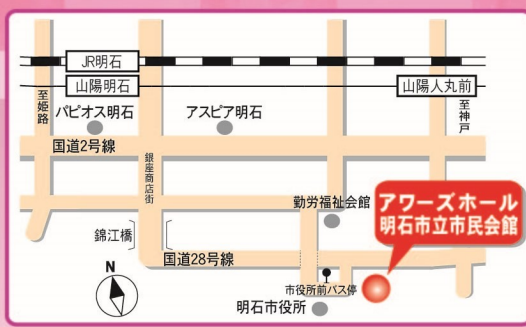 JR明石
山陽明石
山陽人丸前
至姫路
至神戸
パピオス明石
アスピア明石
国道2号線
銀座商店街
勤労福祉会館
アワーズホール
明石市立市民会館
錦江橋
国道28号線
N
市役所前バス停
明石市役所